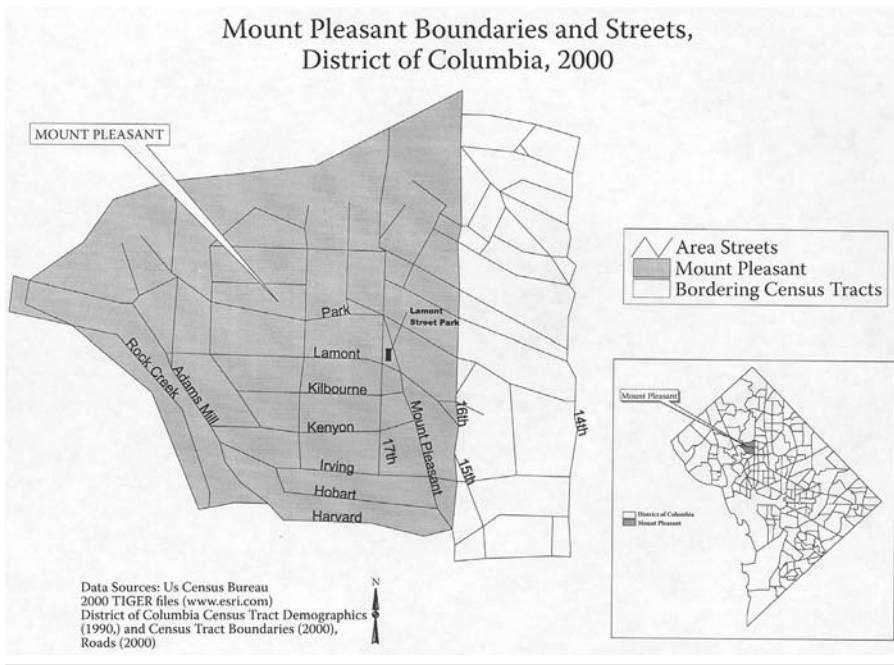 Mount Pleasant Boundaries and Streets,
District of Columbia, 2000
MOUNT PLEASANT
Area Streets
Mount Pleasant
Bordering Census Tracts
Park
Lamont
Street Park
Lamont
Rock Creek
Adams Mill
Kilbourne
Mount Pleasant
16th
14th
Kenyon
17th
15th
Irving
Hobart
Harvard
Mount Pleasant
District of Columbia
Mount Pleasant
Data Sources: Us Census Bureau
2000 TIGER files (www.esri.com)
District of Columbia Census Tract Demographics
(1990,) and Census Tract Boundaries (2000),
Roads (2000)
N